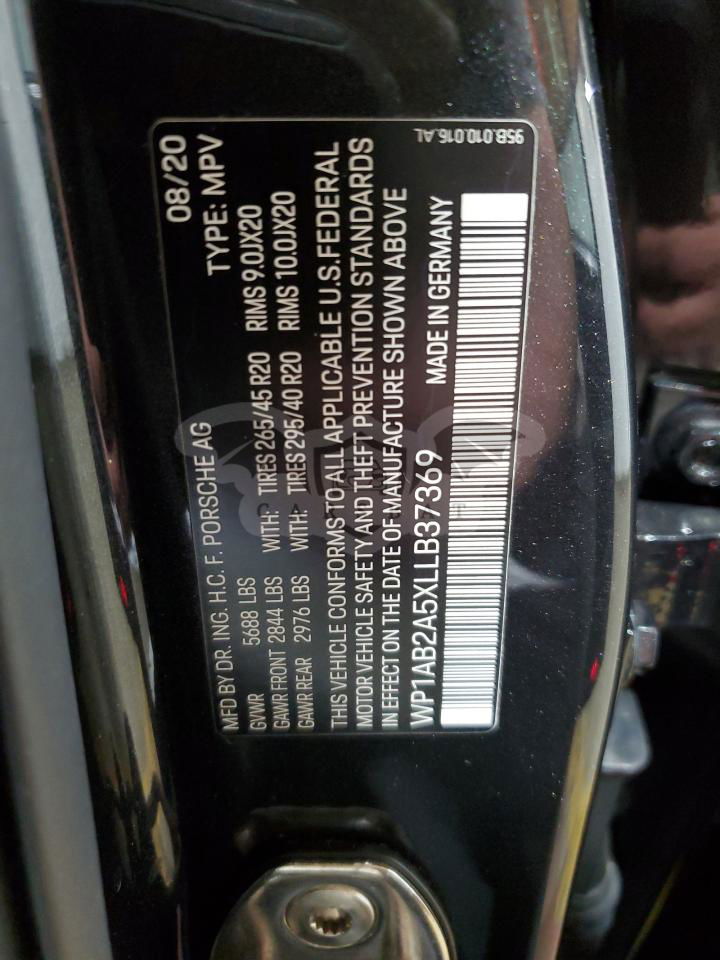 MFD BY DR. ING. H.C. F. PORSCHE AG 08/20
GVWR 5688 LBS TYPE: MPV
GAWR FRONT 2844 LBS WITH: TIRES 265/45 R20 RIMS 9.0JX20
GAWR REAR 2976 LBS WITH: TIRES 295/40 R20 RIMS 10.0JX20
THIS VEHICLE CONFORMS TO ALL APPLICABLE U.S.FEDERAL
MOTOR VEHICLE SAFETY AND THEFT PREVENTION STANDARDS
IN EFFECT ON THE DATE OF MANUFACTURE SHOWN ABOVE
WP1AB2A5XLLB37369 MADE IN GERMANY
95B.010.016.AL